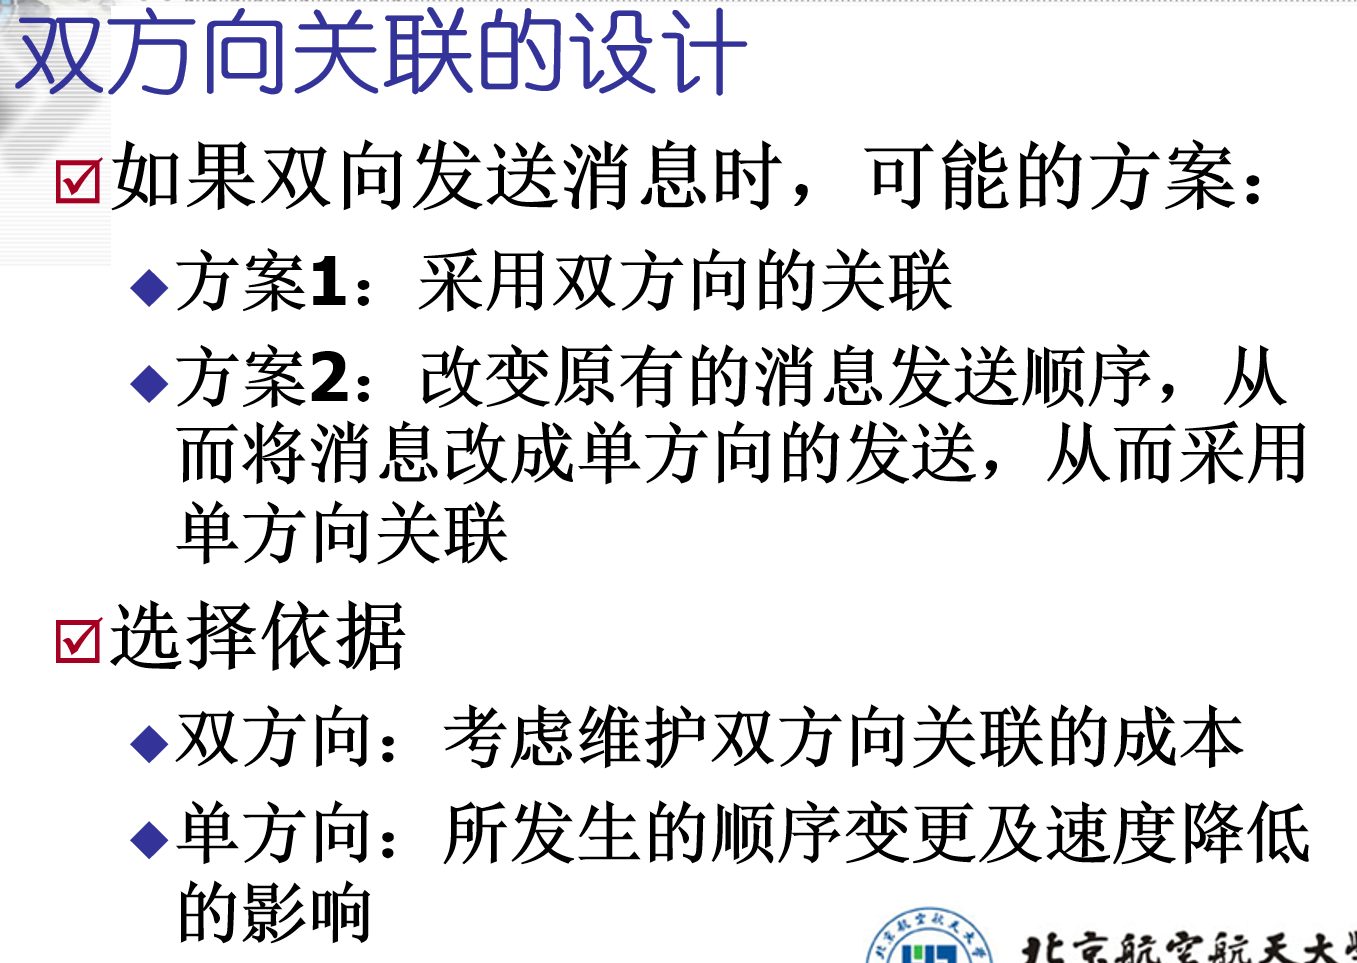 双方向关联的设计
如果双向发送消息时，可能的方案：
方案1：采用双方向的关联
方案2：改变原有的消息发送顺序，从
而将消息改成单方向的发送，从而采用
单方向关联
选择依据
双方向：考虑维护双方向关联的成本
单方向：所发生的顺序变更及速度降低
的影响
北京航空航天大学